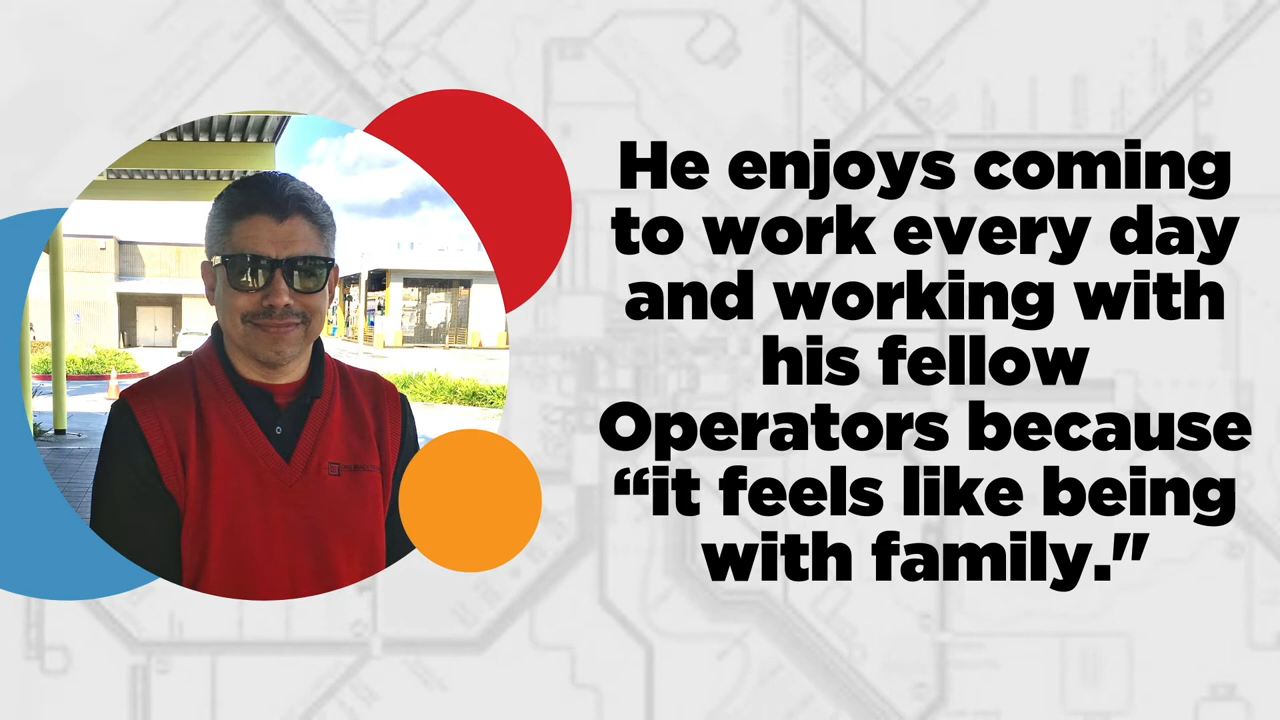 He enjoys coming
to work every day
and working with
his fellow
Operators because
“it feels like being
with family."